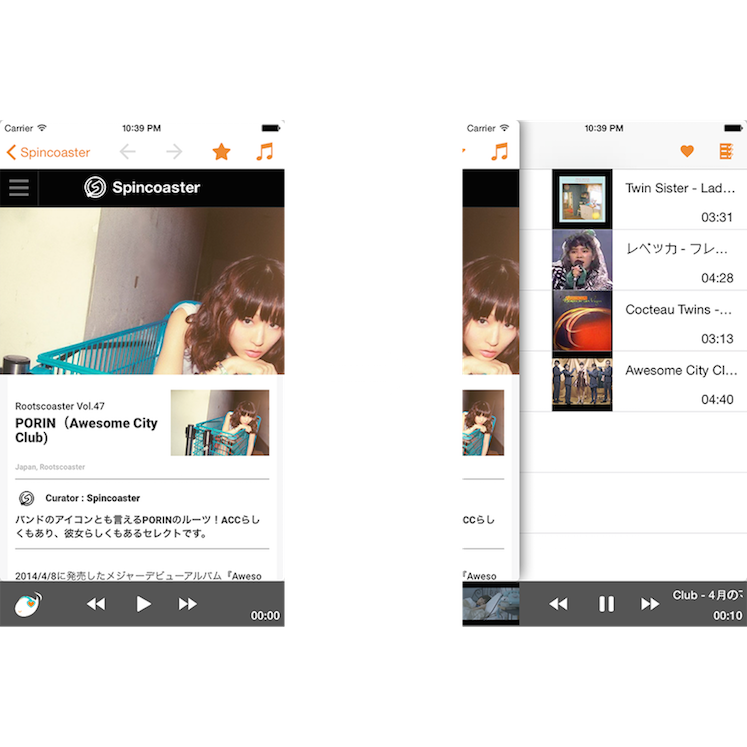 Carrier 10:39 PM
Spincoaster
Spincoaster
Rootscoaster Vol.47
PORIN（Awesome City
Club)
Japan, Rootscoaster
Curator : Spincoaster
バンドのアイコンとも言えるPORINのルーツ！ACCらし
くもあり、彼女らしくもあるセレクトです。
2014/4/8に発売したメジャーデビューアルバム『Aweso
00:00
Carrier
ACCらし
『Aweso
10:39 PM
Twin Sister - Lad...
03:31
レベッカ - フレ...
04:28
Cocteau Twins -...
03:13
Awesome City Cl...
04:40
Club - 4月の
00:10